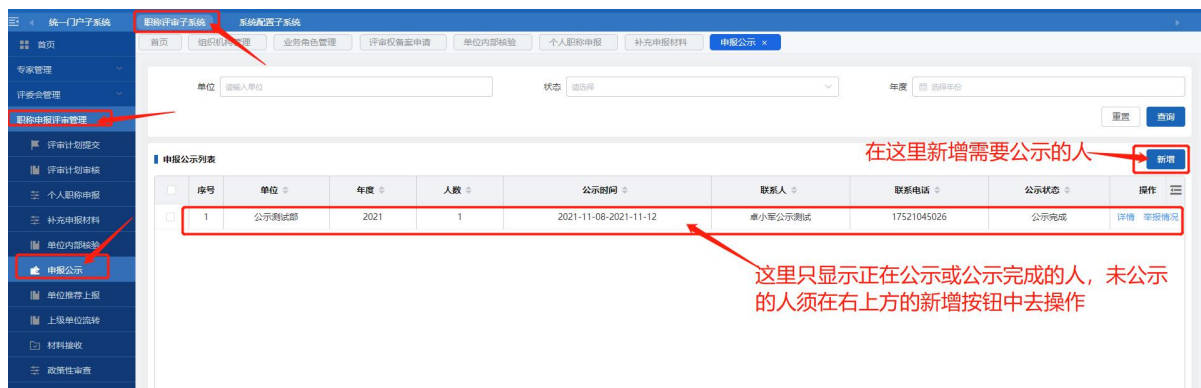 统一门户子系统 职称评审子系统 系统配置子系统
首页 首页 组织机构管理 业务角色管理 评审权备案申请 单位内部核验 个人职称申报 补充申报材料 申报公示 ×
专家管理
评委会管理
单位 请输入单位 状态 请选择 年度 选择年份
职称申报评审管理
重置 查询
评审计划提交
申报公示列表
在这里新增需要公示的人
新增
评审计划审核
个人职称申报
序号 单位 年度 人数 公示时间 联系人 联系电话 公示状态 操作
补充申报材料
1 公示测试部 2021 1 2021-11-08-2021-11-12 卓小军公示测试 17521045026 公示完成 详情 举报情况
单位内部核验
申报公示
这里只显示正在公示或公示完成的人，未公示
的人须在右上方的新增按钮中去操作
单位推荐上报
上级单位流转
材料接收
政策性审查